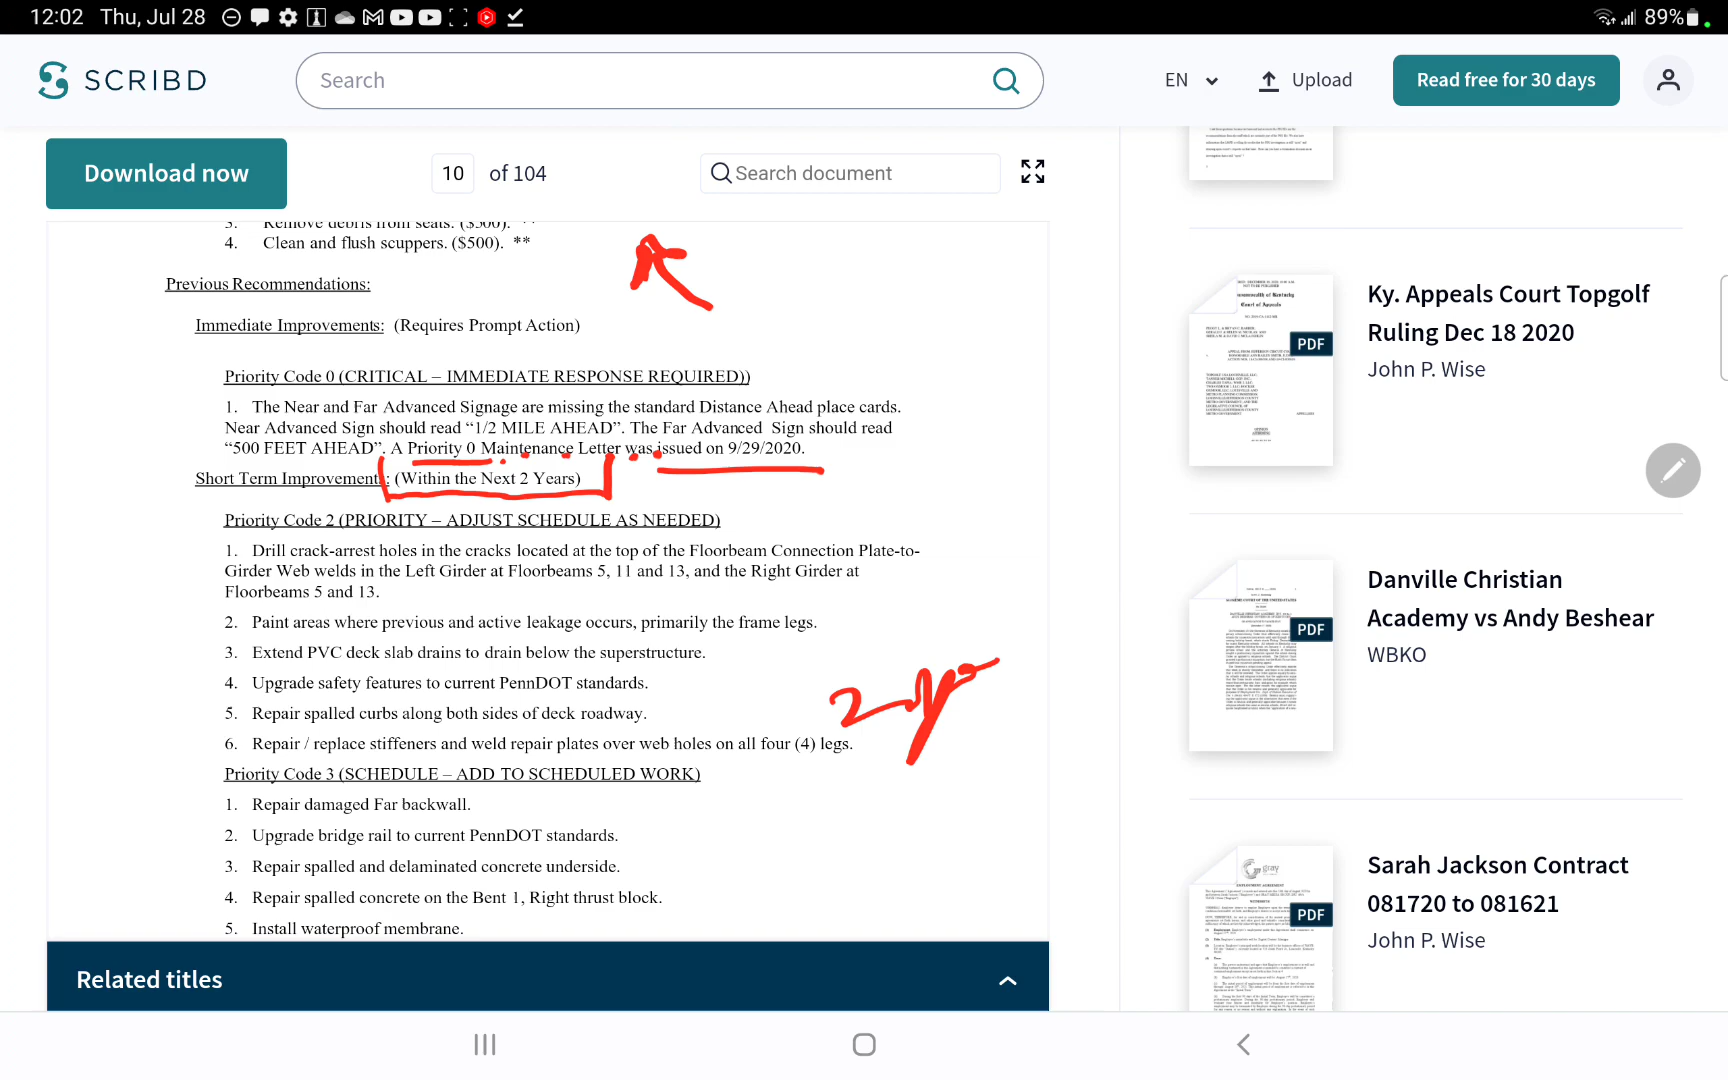 12:02 Thu, Jul 28
89%
SCRIBD
Search
EN
Upload
Read free for 30 days
Download now
10 of 104
Search document
3. Remove debris from seats. ($500). **
4. Clean and flush scuppers. ($500). **
Previous Recommendations:
Immediate Improvements: (Requires Prompt Action)
Priority Code 0 (CRITICAL – IMMEDIATE RESPONSE REQUIRED))
1. The Near and Far Advanced Signage are missing the standard Distance Ahead place cards.
Near Advanced Sign should read “1/2 MILE AHEAD”. The Far Advanced Sign should read
“500 FEET AHEAD”. A Priority 0 Maintenance Letter was issued on 9/29/2020.
Short Term Improvements: (Within the Next 2 Years)
Priority Code 2 (PRIORITY – ADJUST SCHEDULE AS NEEDED)
1. Drill crack-arrest holes in the cracks located at the top of the Floorbeam Connection Plate-to-
Girder Web welds in the Left Girder at Floorbeams 5, 11 and 13, and the Right Girder at
Floorbeams 5 and 13.
2. Paint areas where previous and active leakage occurs, primarily the frame legs.
3. Extend PVC deck slab drains to drain below the superstructure.
4. Upgrade safety features to current PennDOT standards.
5. Repair spalled curbs along both sides of deck roadway.
6. Repair / replace stiffeners and weld repair plates over web holes on all four (4) legs.
Priority Code 3 (SCHEDULE – ADD TO SCHEDULED WORK)
1. Repair damaged Far backwall.
2. Upgrade bridge rail to current PennDOT standards.
3. Repair spalled and delaminated concrete underside.
4. Repair spalled concrete on the Bent 1, Right thrust block.
5. Install waterproof membrane.
Related titles
PDF
Ky. Appeals Court Topgolf
Ruling Dec 18 2020
John P. Wise
PDF
Danville Christian
Academy vs Andy Beshear
WBKO
gray
PDF
Sarah Jackson Contract
081720 to 081621
John P. Wise